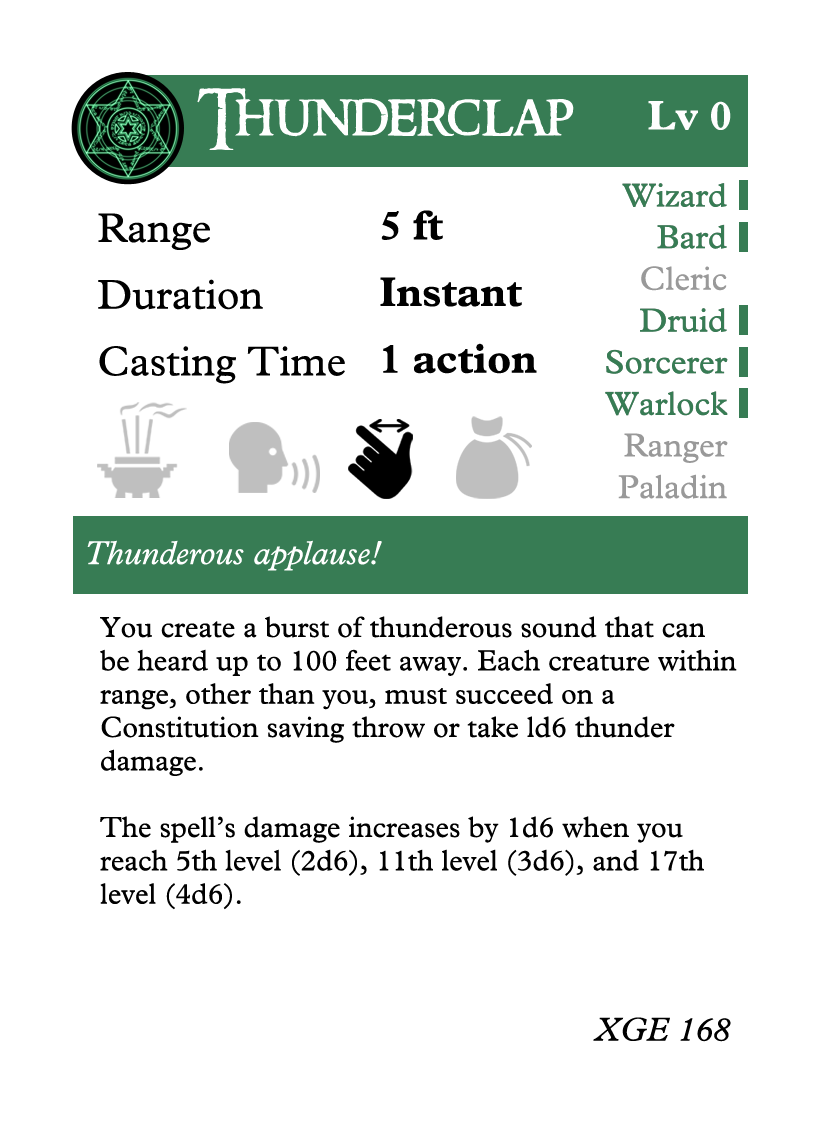 THUNDERCLAP
Lv 0
Range 5 ft
Duration Instant
Casting Time 1 action
Wizard
Bard
Cleric
Druid
Sorcerer
Warlock
Ranger
Paladin
Thunderous applause!
You create a burst of thunderous sound that can
be heard up to 100 feet away. Each creature within
range, other than you, must succeed on a
Constitution saving throw or take ld6 thunder
damage.
The spell’s damage increases by 1d6 when you
reach 5th level (2d6), 11th level (3d6), and 17th
level (4d6).
XGE 168